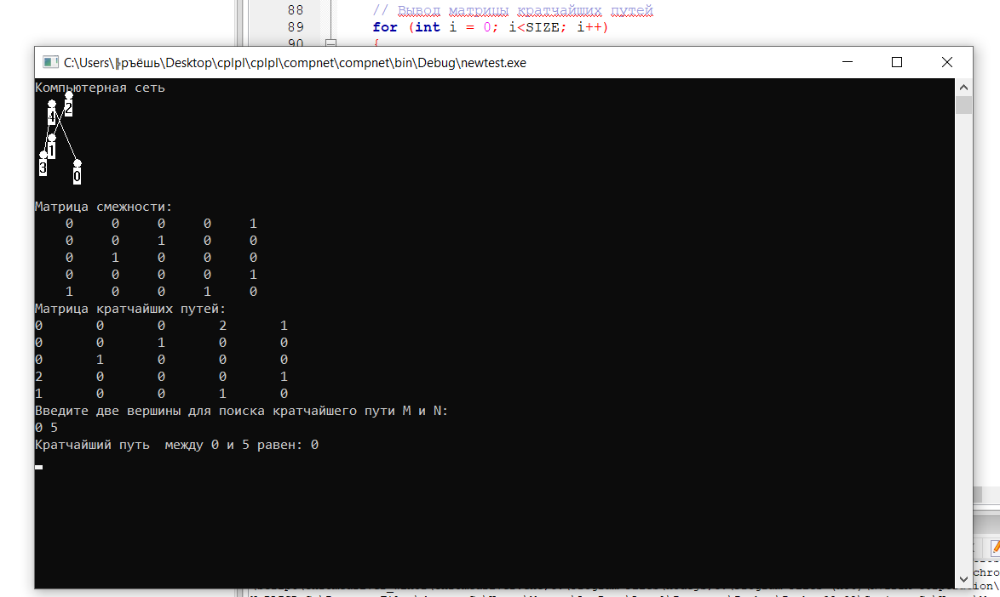 88 // Вывод матрицы кратчайших путей
89 for (int i = 0; i<SIZE; i++)
90 {
C:\Users\╠ръёшь\Desktop\cplpl\cplpl\compnet\compnet\bin\Debug\newtest.exe
Компьютерная сеть
2
4
1
3
0
Матрица смежности:
0 0 0 0 1
0 0 1 0 0
0 1 0 0 0
0 0 0 0 1
1 0 0 1 0
Матрица кратчайших путей:
0 0 0 2 1
0 0 1 0 0
0 1 0 0 0
2 0 0 0 1
1 0 0 1 0
Введите две вершины для поиска кратчайшего пути M и N:
0 5
Кратчайший путь между 0 и 5 равен: 0